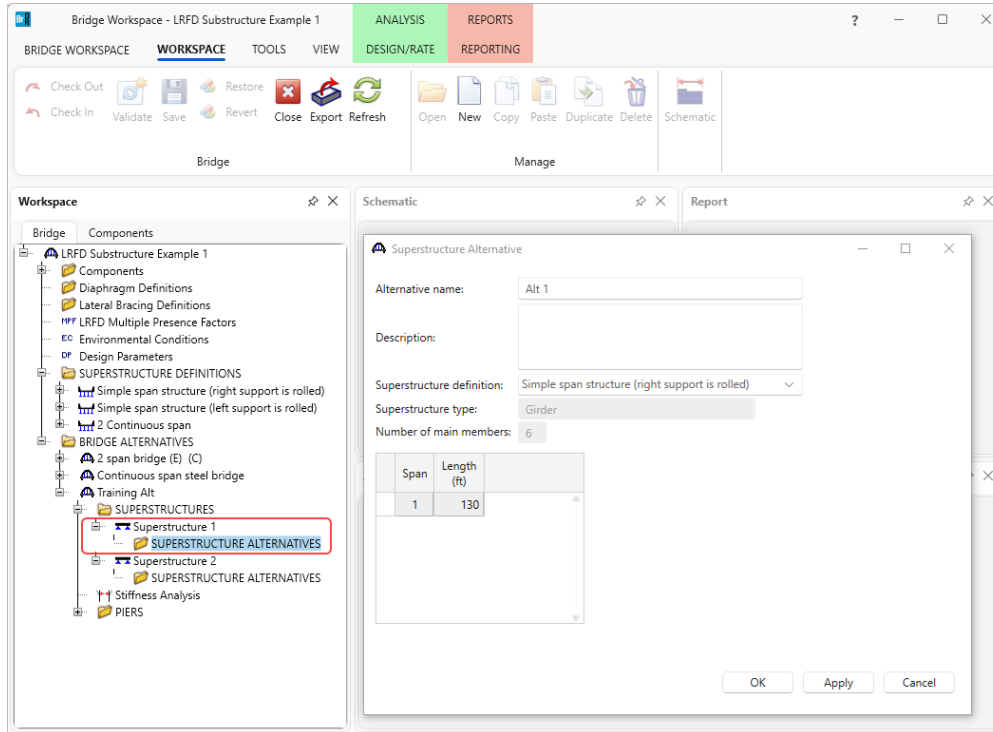 Br DR Bridge Workspace - LRFD Substructure Example 1 ANALYSIS REPORTS ?
BRIDGE WORKSPACE WORKSPACE TOOLS VIEW DESIGN/RATE REPORTING
Check Out Restore
Check In Validate Save Revert Close Export Refresh Open New Copy Paste Duplicate Delete Schematic
Bridge Manage
Workspace Schematic Report
Bridge Components
LRFD Substructure Example 1
Components
Diaphragm Definitions
Lateral Bracing Definitions
MPF LRFD Multiple Presence Factors
EC Environmental Conditions
DP Design Parameters
SUPERSTRUCTURE DEFINITIONS
Simple span structure (right support is rolled)
Simple span structure (left support is rolled)
2 Continuous span
BRIDGE ALTERNATIVES
2 span bridge (E) (C)
Continuous span steel bridge
Training Alt
SUPERSTRUCTURES
Superstructure 1
SUPERSTRUCTURE ALTERNATIVES
Superstructure 2
SUPERSTRUCTURE ALTERNATIVES
Stiffness Analysis
PIERS
Superstructure Alternative
Alternative name: Alt 1
Description:
Superstructure definition: Simple span structure (right support is rolled)
Superstructure type: Girder
Number of main members: 6
Span Length
(ft)
1 130
OK Apply Cancel